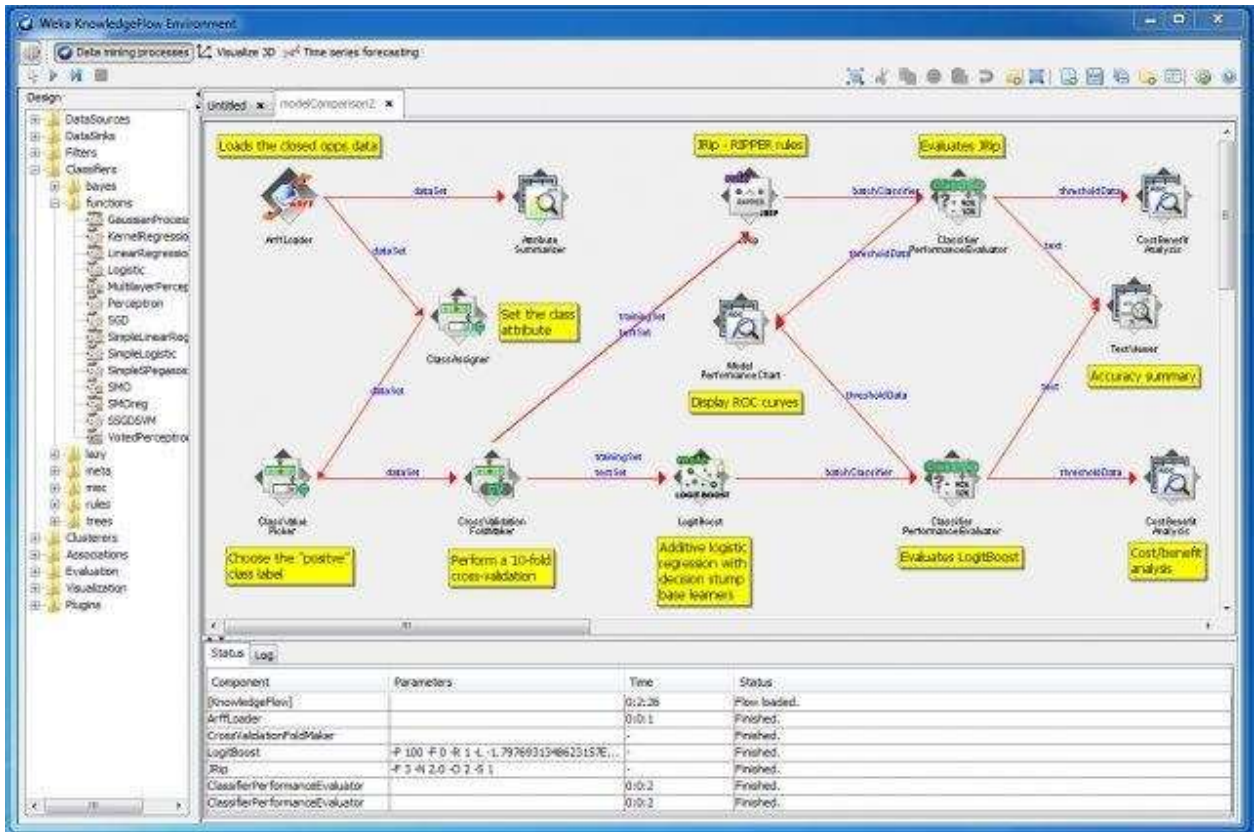 Weka KnowledgeFlow Environment
Data mining processes Visualize 3D Time series forecasting
Design
DataSources
DataSinks
Filters
Classifiers
bayes
functions
GaussianProcess
KernelRegressio
LinearRegressio
Logistic
MultilayerPercep
Perceptron
SGD
SimpleLinearReg
SimpleLogistic
SimpleSPegasos
SMO
SMOreg
SSGDSVM
VotedPerceptro
lazy
meta
misc
rules
trees
Clusterers
Associations
Evaluation
Visualization
Plugins
Untitled modelComparison2
Loads the closed opps data
ArffLoader
dataSet
Attribute
Summarizer
dataSet
ClassAssigner
Set the class
attribute
dataSet
ClassValue
Picker
Choose the "positve"
class label
dataSet
CrossValidation
FoldMaker
Perform a 10-fold
cross-validation
trainingSet
testSet
JRip - RIPPER rules
RIPPER
JRip
batchClassifier
Evaluates JRip
Classifier
PerformanceEvaluator
thresholdData
CostBenefit
Analysis
thresholdData
text
Model
PerformanceChart
Display ROC curves
TextViewer
Accuracy summary
thresholdData
text
trainingSet
testSet
LOGIT BOOST
LogitBoost
Additive logistic
regression with
decision stump
base learners
batchClassifier
Classifier
PerformanceEvaluator
Evaluates LogitBoost
thresholdData
CostBenefit
Analysis
Cost/benefit
analysis
Status Log
Component Parameters Time Status
[KnowledgeFlow] 0:2:26 Flow loaded.
ArffLoader 0:0:1 Finished.
CrossValidationFoldMaker - Finished.
LogitBoost -P 100 -F 0 -R 1 -L -1.7976931348623157E... - Finished.
JRip -F 3 -N 2.0 -O 2 -S 1 - Finished.
ClassifierPerformanceEvaluator 0:0:2 Finished.
ClassifierPerformanceEvaluator 0:0:2 Finished.